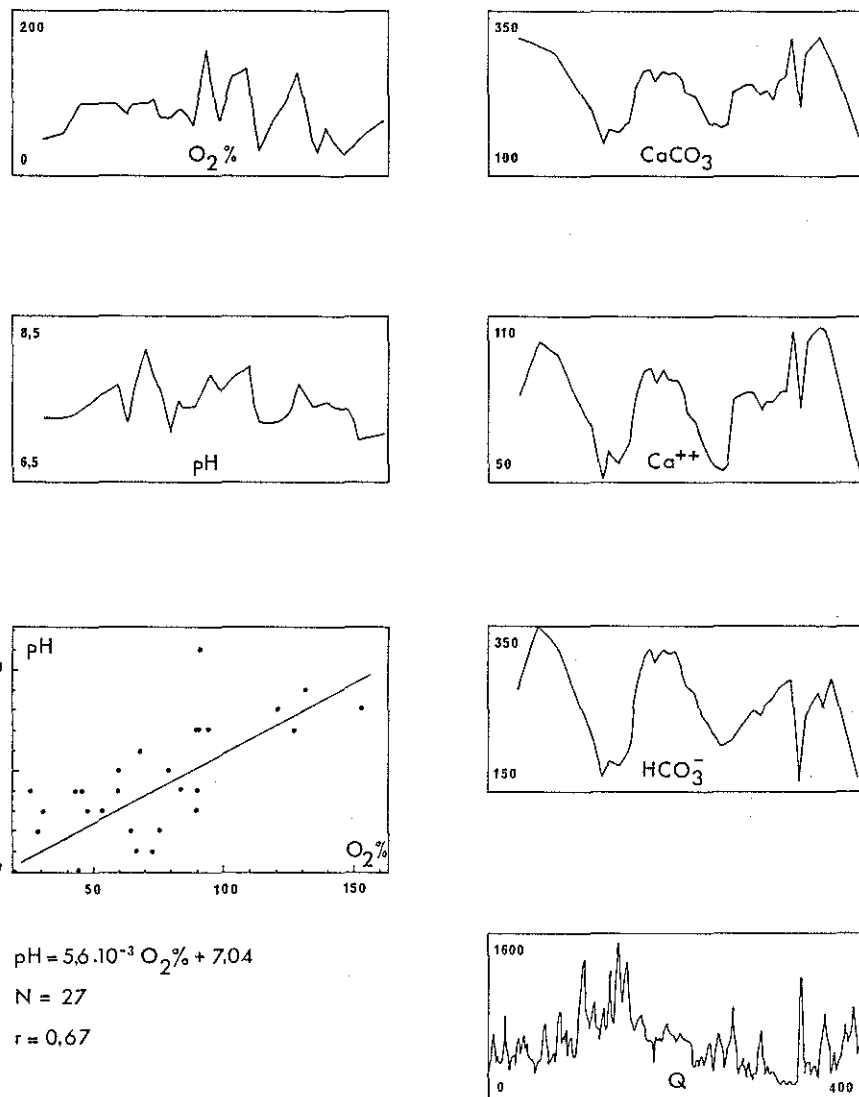 200
0
O2%
8,5
6,5
pH
pH
O2%
50
100
150
pH = 5,6.10⁻³ O2% + 7,04
N = 27
r = 0,67
350
100
CaCO3
110
50
Ca++
350
150
HCO3⁻
1600
0
Q
400